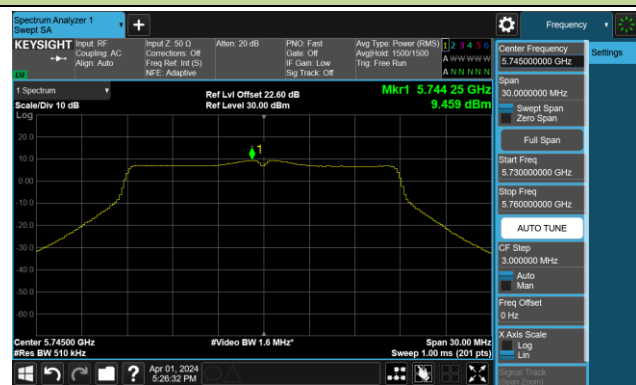 Spectrum Analyzer 1
Swept SA
+
Frequency
KEYSIGHT
Input: RF
Coupling: AC
Align: Auto
Input Z: 50 Ω
Corrections: Off
Freq Ref: Int (S)
NFE: Adaptive
Atten: 20 dB
PNO: Fast
Gate: Off
IF Gain: Low
Sig Track: Off
Avg Type: Power (RMS)
Avg|Hold: 1500/1500
Trig: Free Run
1 2 3 4 5 6
A W W W W W
A N N N N N
LW
Center Frequency
5.745000000 GHz
Settings
Span
30.0000000 MHz
Swept Span
Zero Span
Full Span
Start Freq
5.730000000 GHz
Stop Freq
5.760000000 GHz
AUTO TUNE
CF Step
3.000000 MHz
Auto
Man
Freq Offset
0 Hz
X Axis Scale
Log
Lin
Signal Track
(Span Zoom)
1 Spectrum
Scale/Div 10 dB
Log
Ref Lvl Offset 22.60 dB
Ref Level 30.00 dBm
Mkr1 5.744 25 GHz
9.459 dBm
1
20.0
10.0
0.00
-10.0
-20.0
-30.0
-40.0
-50.0
-60.0
Center 5.74500 GHz
#Res BW 510 kHz
#Video BW 1.6 MHz*
Span 30.00 MHz
Sweep 1.00 ms (201 pts)
?
Apr 01, 2024
5:26:32 PM